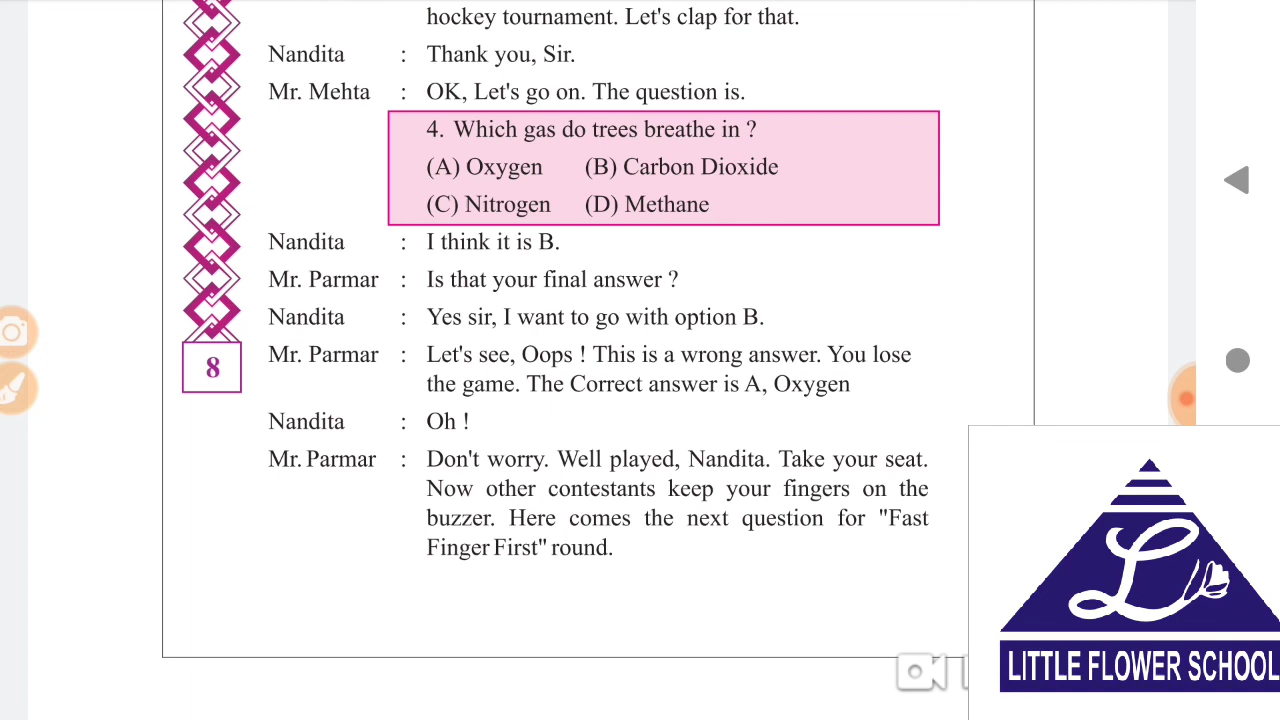 hockey tournament. Let's clap for that.
Nandita : Thank you, Sir.
Mr. Mehta : OK, Let's go on. The question is.
4. Which gas do trees breathe in ?
(A) Oxygen (B) Carbon Dioxide
(C) Nitrogen (D) Methane
Nandita : I think it is B.
Mr. Parmar : Is that your final answer ?
Nandita : Yes sir, I want to go with option B.
Mr. Parmar : Let's see, Oops ! This is a wrong answer. You lose
the game. The Correct answer is A, Oxygen
8
Nandita : Oh !
Mr. Parmar : Don't worry. Well played, Nandita. Take your seat.
Now other contestants keep your fingers on the
buzzer. Here comes the next question for "Fast
Finger First" round.
L
LITTLE FLOWER SCHOOL